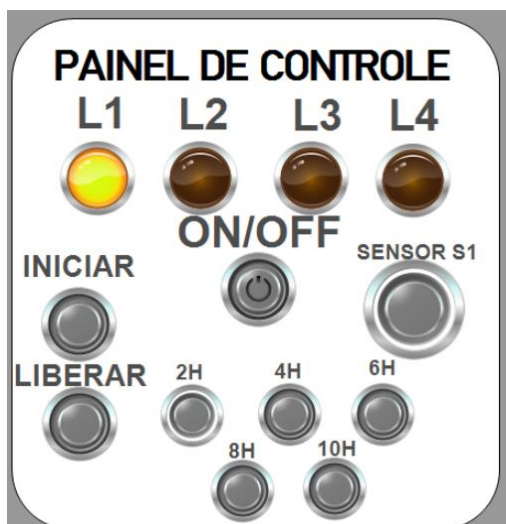 PAINEL DE CONTROLE
L1 L2 L3 L4
ON/OFF
INICIAR
SENSOR S1
LIBERAR
2H 4H 6H
8H 10H